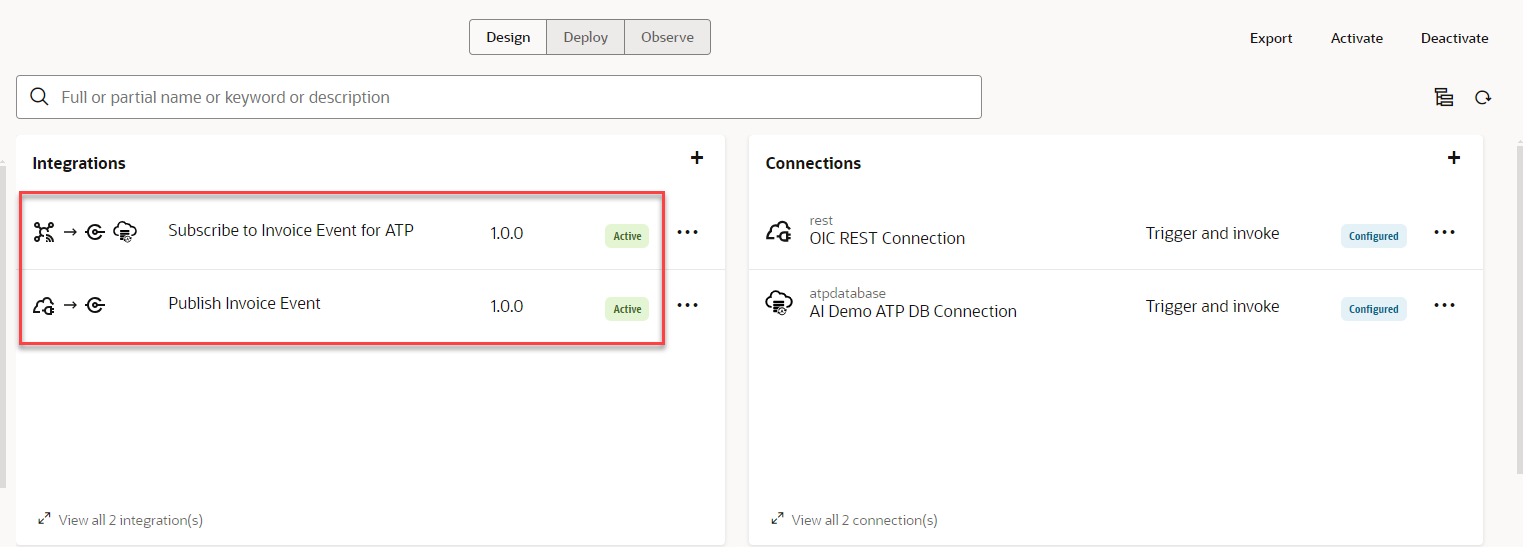 Design Deploy Observe Export Activate Deactivate
Full or partial name or keyword or description
Integrations +
Subscribe to Invoice Event for ATP 1.0.0 Active
Publish Invoice Event 1.0.0 Active
View all 2 integration(s)
Connections +
rest
OIC REST Connection Trigger and invoke Configured
atpdatabase
AI Demo ATP DB Connection Trigger and invoke Configured
View all 2 connection(s)